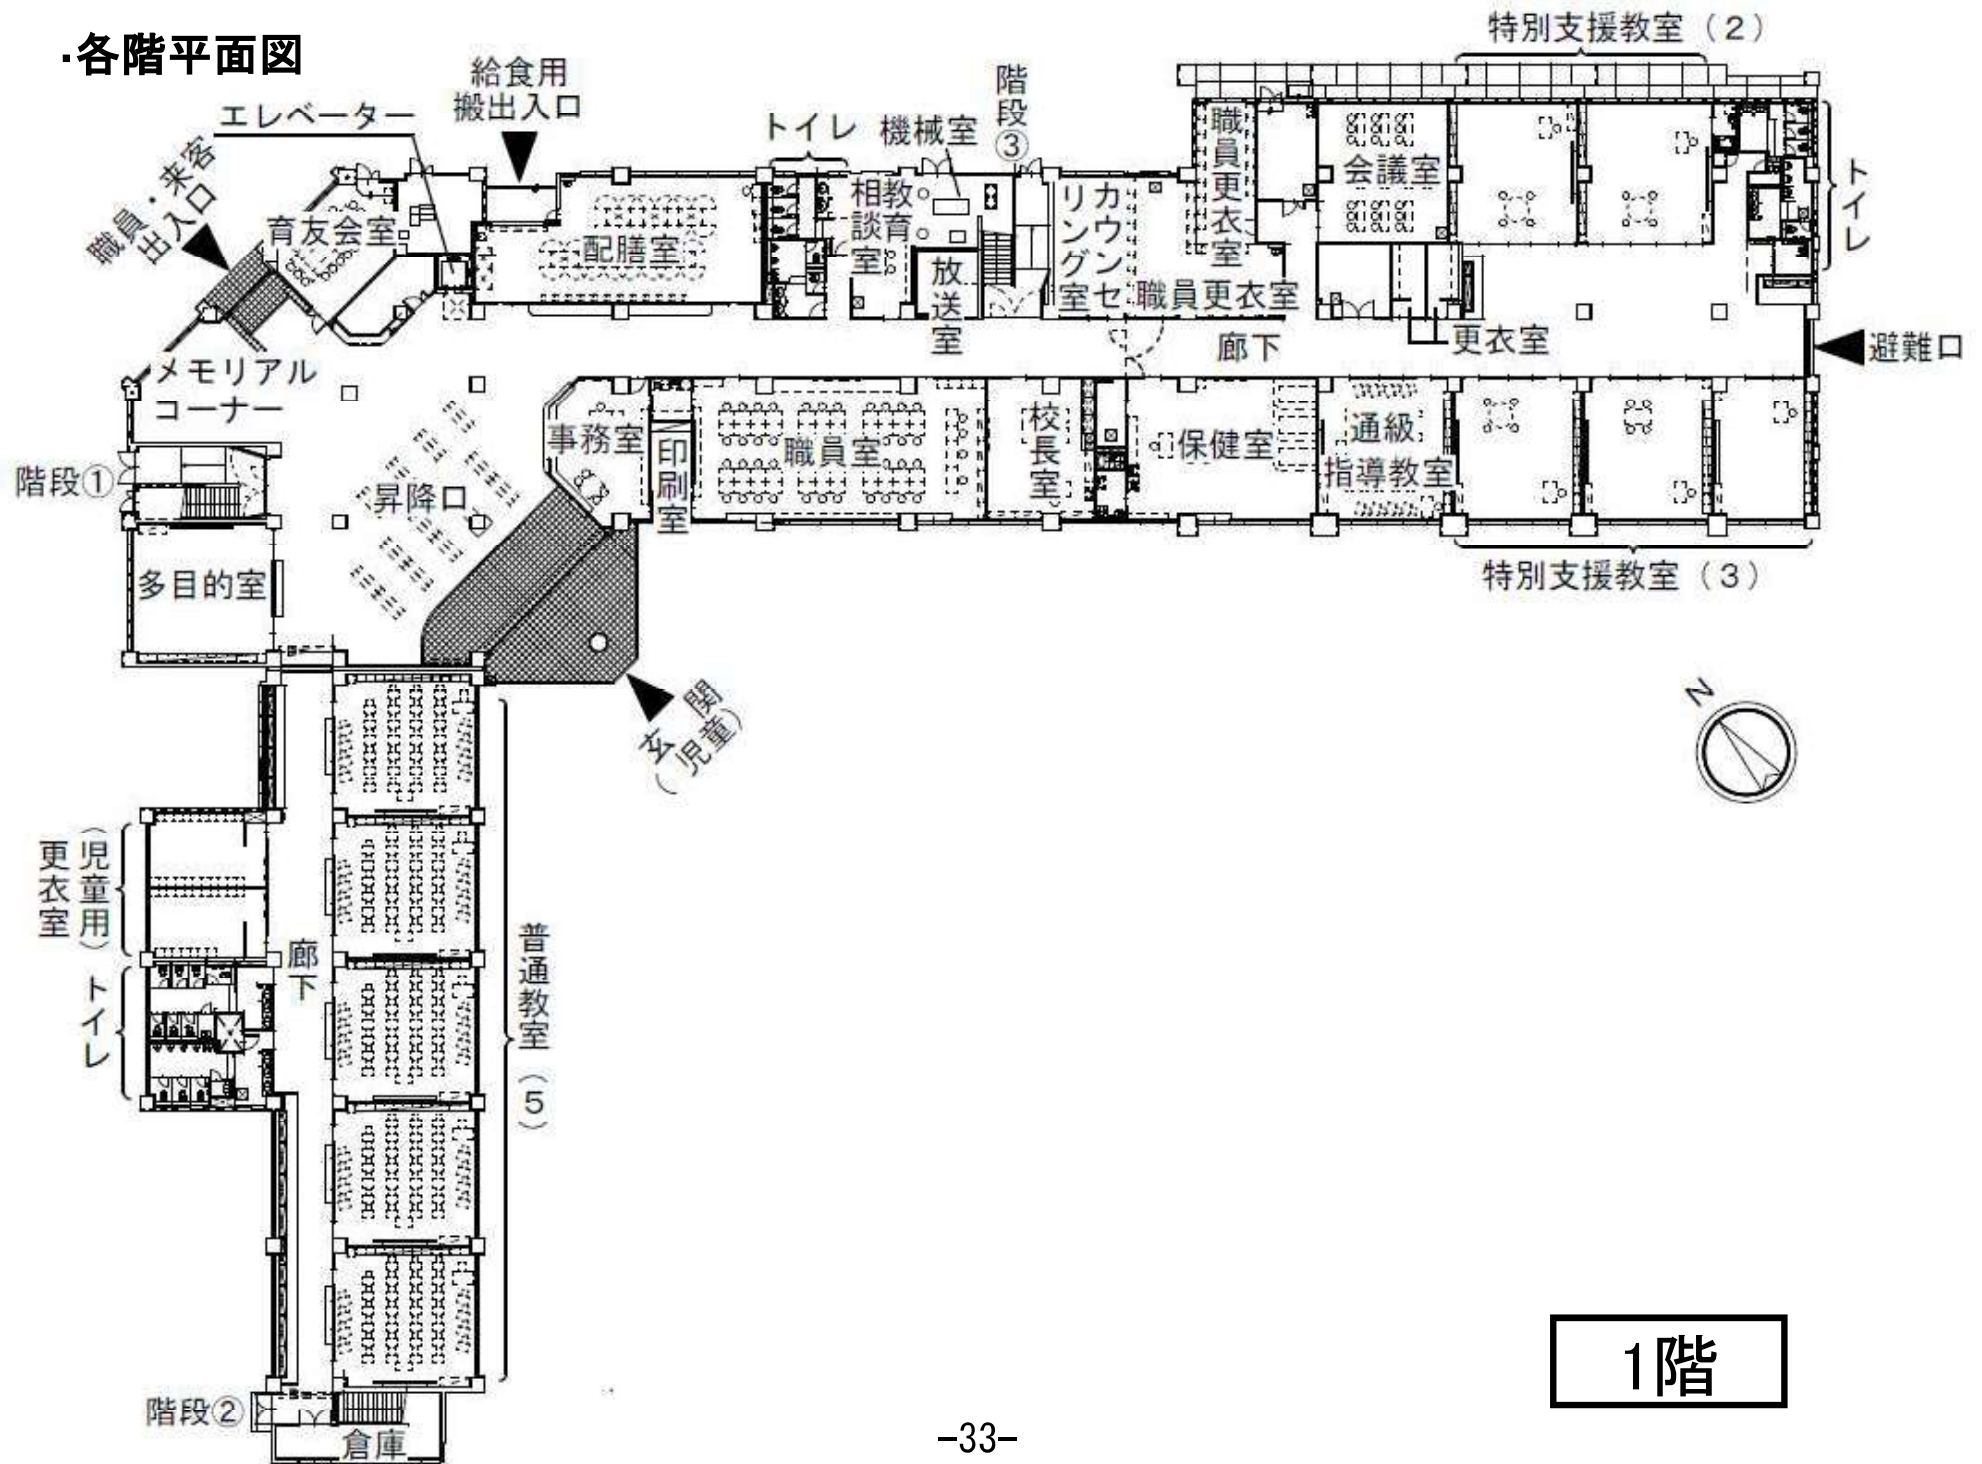 ・各階平面図
特別支援教室（２）
給食用
搬出入口
階段③
エレベーター
トイレ
機械室
職員・来客
出入口
育友会室
配膳室
教育
相談室
放送室
カウンセ
リング室
職員更衣室
職員更衣室
会議室
トイレ
廊下
更衣室
避難口
メモリアル
コーナー
事務室
印刷室
職員室
校長室
保健室
通級
指導教室
階段①
昇降口
特別支援教室（３）
多目的室
玄関
（児童）
N
（児童用）
更衣室
廊下
普通教室（５）
トイレ
1階
階段②
倉庫
-33-